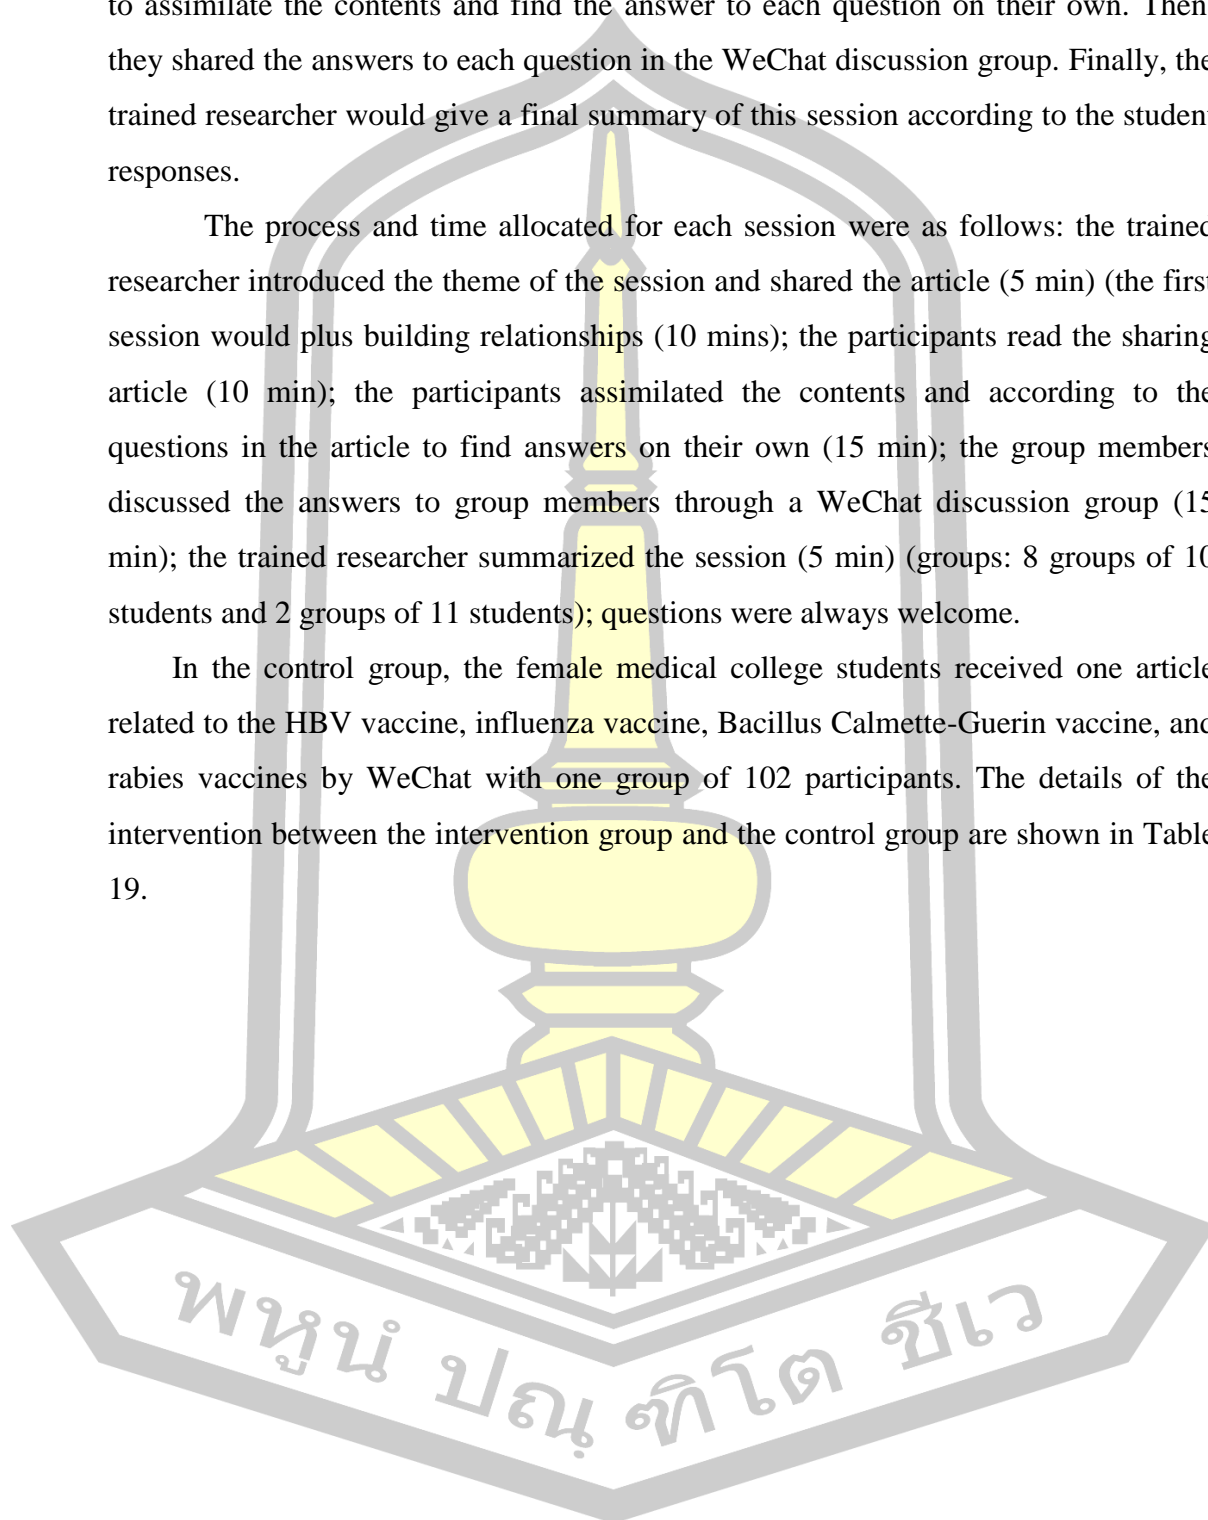 to assimilate the contents and find the answer to each question on their own. Then
they shared the answers to each question in the WeChat discussion group. Finally, the
trained researcher would give a final summary of this session according to the student
responses.
The process and time allocated for each session were as follows: the trained
researcher introduced the theme of the session and shared the article (5 min) (the first
session would plus building relationships (10 mins); the participants read the sharing
article (10 min); the participants assimilated the contents and according to the
questions in the article to find answers on their own (15 min); the group members
discussed the answers to group members through a WeChat discussion group (15
min); the trained researcher summarized the session (5 min) (groups: 8 groups of 10
students and 2 groups of 11 students); questions were always welcome.
In the control group, the female medical college students received one article
related to the HBV vaccine, influenza vaccine, Bacillus Calmette-Guerin vaccine, and
rabies vaccines by WeChat with one group of 102 participants. The details of the
intervention between the intervention group and the control group are shown in Table
19.
พหูนํ ปณฺฑิโต ชีเว